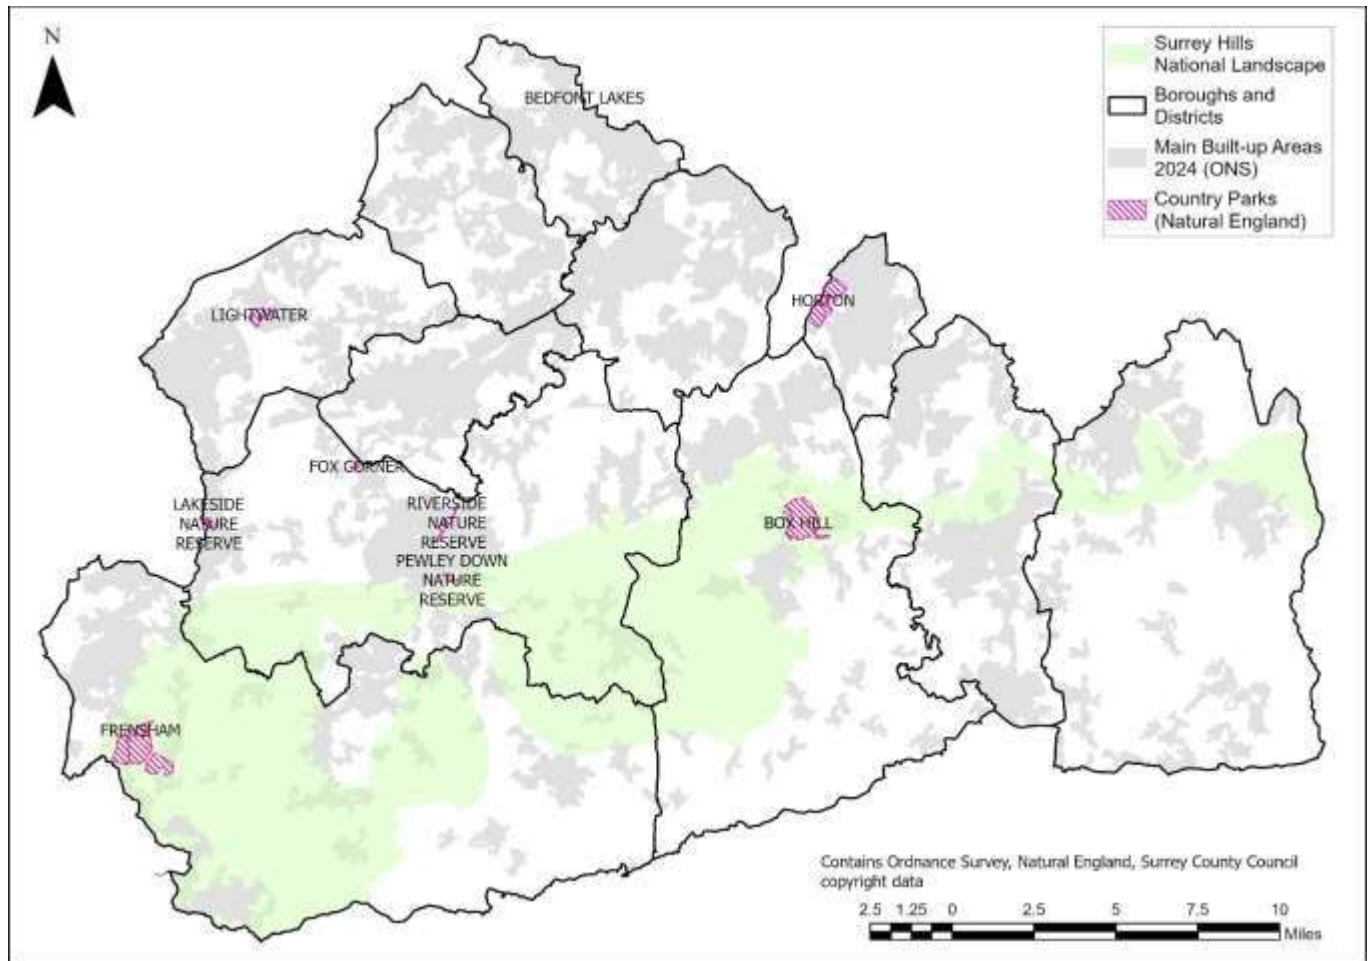 N
Surrey Hills
National Landscape
Boroughs and
Districts
Main Built-up Areas
2024 (ONS)
Country Parks
(Natural England)
BEDFONT LAKES
HORTON
LIGHTWATER
FOX CORNER
LAKESIDE
NATURE
RESERVE
RIVERSIDE
NATURE
RESERVE
PEWLEY DOWN
NATURE
RESERVE
BOX HILL
FRENSHAM
Contains Ordnance Survey, Natural England, Surrey County Council
copyright data
2.5 1.25 0 2.5 5 7.5 10
Miles